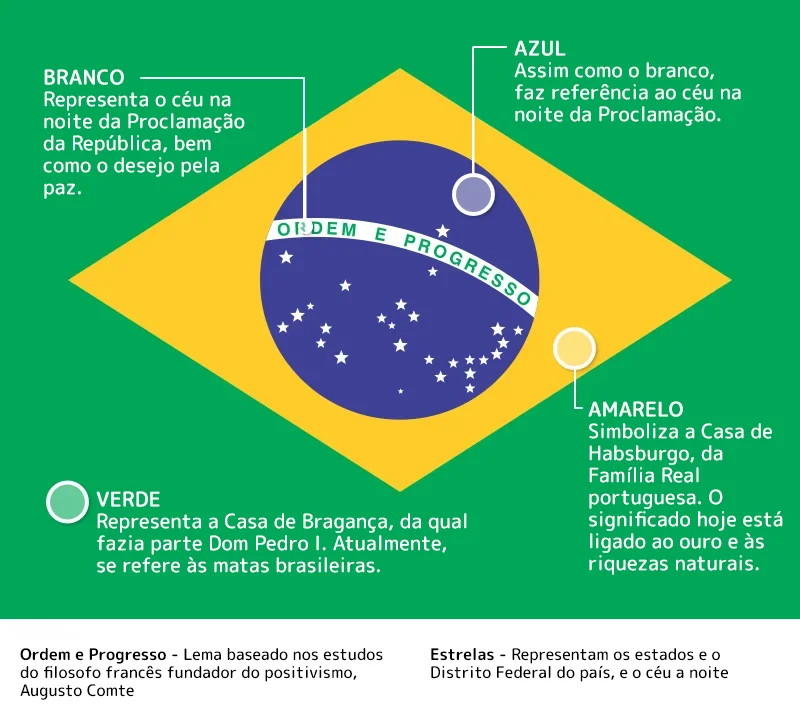 BRANCO
Representa o céu na
noite da Proclamação
da República, bem
como o desejo pela
paz.
AZUL
Assim como o branco,
faz referência ao céu na
noite da Proclamação.
ORDEM E PROGRESSO
AMARELO
Simboliza a Casa de
Habsburgo, da
Família Real
portuguesa. O
significado hoje está
ligado ao ouro e às
riquezas naturais.
VERDE
Representa a Casa de Bragança, da qual
fazia parte Dom Pedro I. Atualmente,
se refere às matas brasileiras.
Ordem e Progresso - Lema baseado nos estudos
do filosofo francês fundador do positivismo,
Augusto Comte
Estrelas - Representam os estados e o
Distrito Federal do país, e o céu a noite